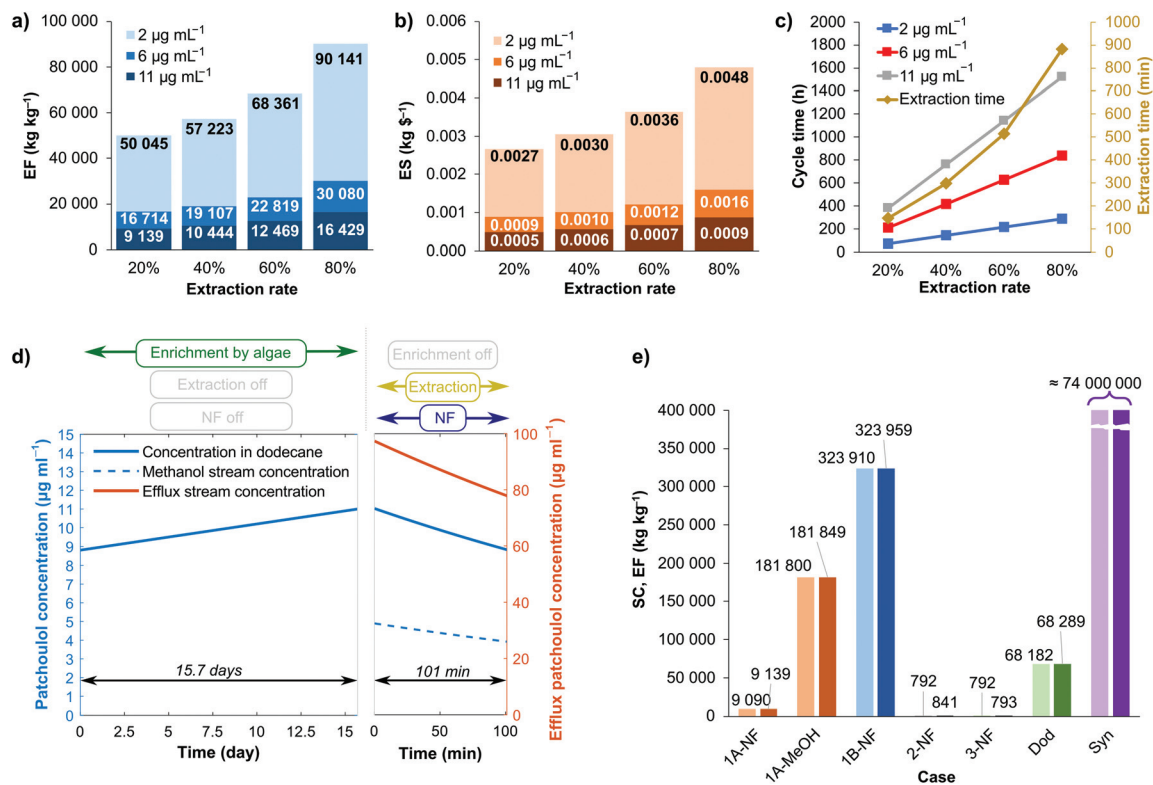 a)
2 µg mL⁻¹
6 µg mL⁻¹
11 µg mL⁻¹
EF (kg kg⁻¹)
100 000
80 000
60 000
40 000
20 000
0
50 045
57 223
68 361
90 141
16 714
19 107
22 819
30 080
9 139
10 444
12 469
16 429
20% 40% 60% 80%
Extraction rate
b)
2 µg mL⁻¹
6 µg mL⁻¹
11 µg mL⁻¹
ES (kg $⁻¹)
0.006
0.005
0.004
0.003
0.002
0.001
0.000
0.0027
0.0030
0.0036
0.0048
0.0009
0.0010
0.0012
0.0016
0.0005
0.0006
0.0007
0.0009
20% 40% 60% 80%
Extraction rate
c)
2 µg mL⁻¹
6 µg mL⁻¹
11 µg mL⁻¹
Extraction time
Cycle time (h)
2000
1800
1600
1400
1200
1000
800
600
400
200
0
Extraction time (min)
1000
900
800
700
600
500
400
300
200
100
0
20% 40% 60% 80%
Extraction rate
d)
Enrichment by algae
Extraction off
NF off
Enrichment off
Extraction
NF
Patchoulol concentration (µg ml⁻¹)
15
14
13
12
11
10
9
8
7
6
5
4
3
2
1
0
Concentration in dodecane
Methanol stream concentration
Efflux stream concentration
15.7 days
101 min
0 2.5 5 7.5 10 12.5 15
Time (day)
0 50 100
Time (min)
100
80
60
40
20
0
Efflux patchoulol concentration (µg ml⁻¹)
e)
≈ 74 000 000
SC, EF (kg kg⁻¹)
400 000
350 000
300 000
250 000
200 000
150 000
100 000
50 000
0
9 090
9 139
181 800
181 849
323 910
323 959
792
841
792
793
68 182
68 289
1A-NF
1A-MeOH
1B-NF
2-NF
3-NF
Dod
Syn
Case